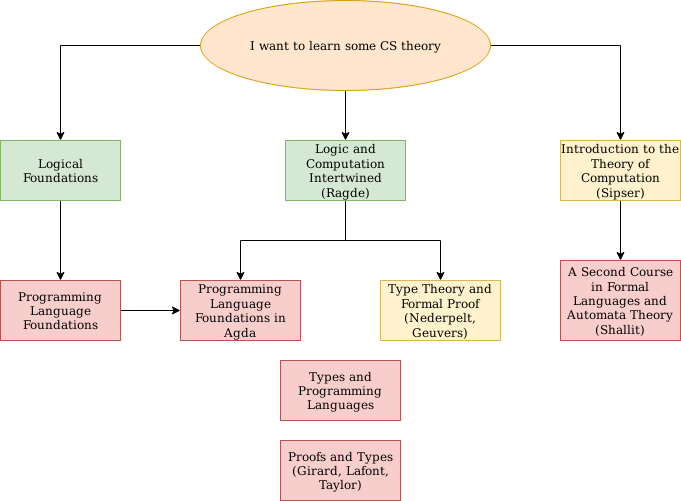 I want to learn some CS theory
Logical
Foundations
Logic and
Computation
Intertwined
(Ragde)
Introduction to the
Theory of
Computation
(Sipser)
Programming
Language
Foundations
Programming
Language
Foundations in
Agda
Type Theory and
Formal Proof
(Nederpelt,
Geuvers)
A Second Course
in Formal
Languages and
Automata Theory
(Shallit)
Types and
Programming
Languages
Proofs and Types
(Girard, Lafont,
Taylor)